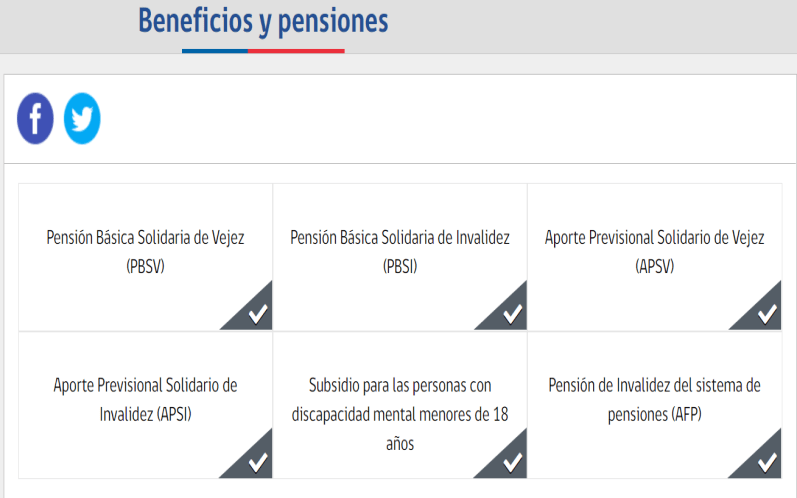 Beneficios y pensiones
Pensión Básica Solidaria de Vejez
(PBSV)
Pensión Básica Solidaria de Invalidez
(PBSI)
Aporte Previsional Solidario de Vejez
(APSV)
Aporte Previsional Solidario de
Invalidez (APSI)
Subsidio para las personas con
discapacidad mental menores de 18
años
Pensión de Invalidez del sistema de
pensiones (AFP)